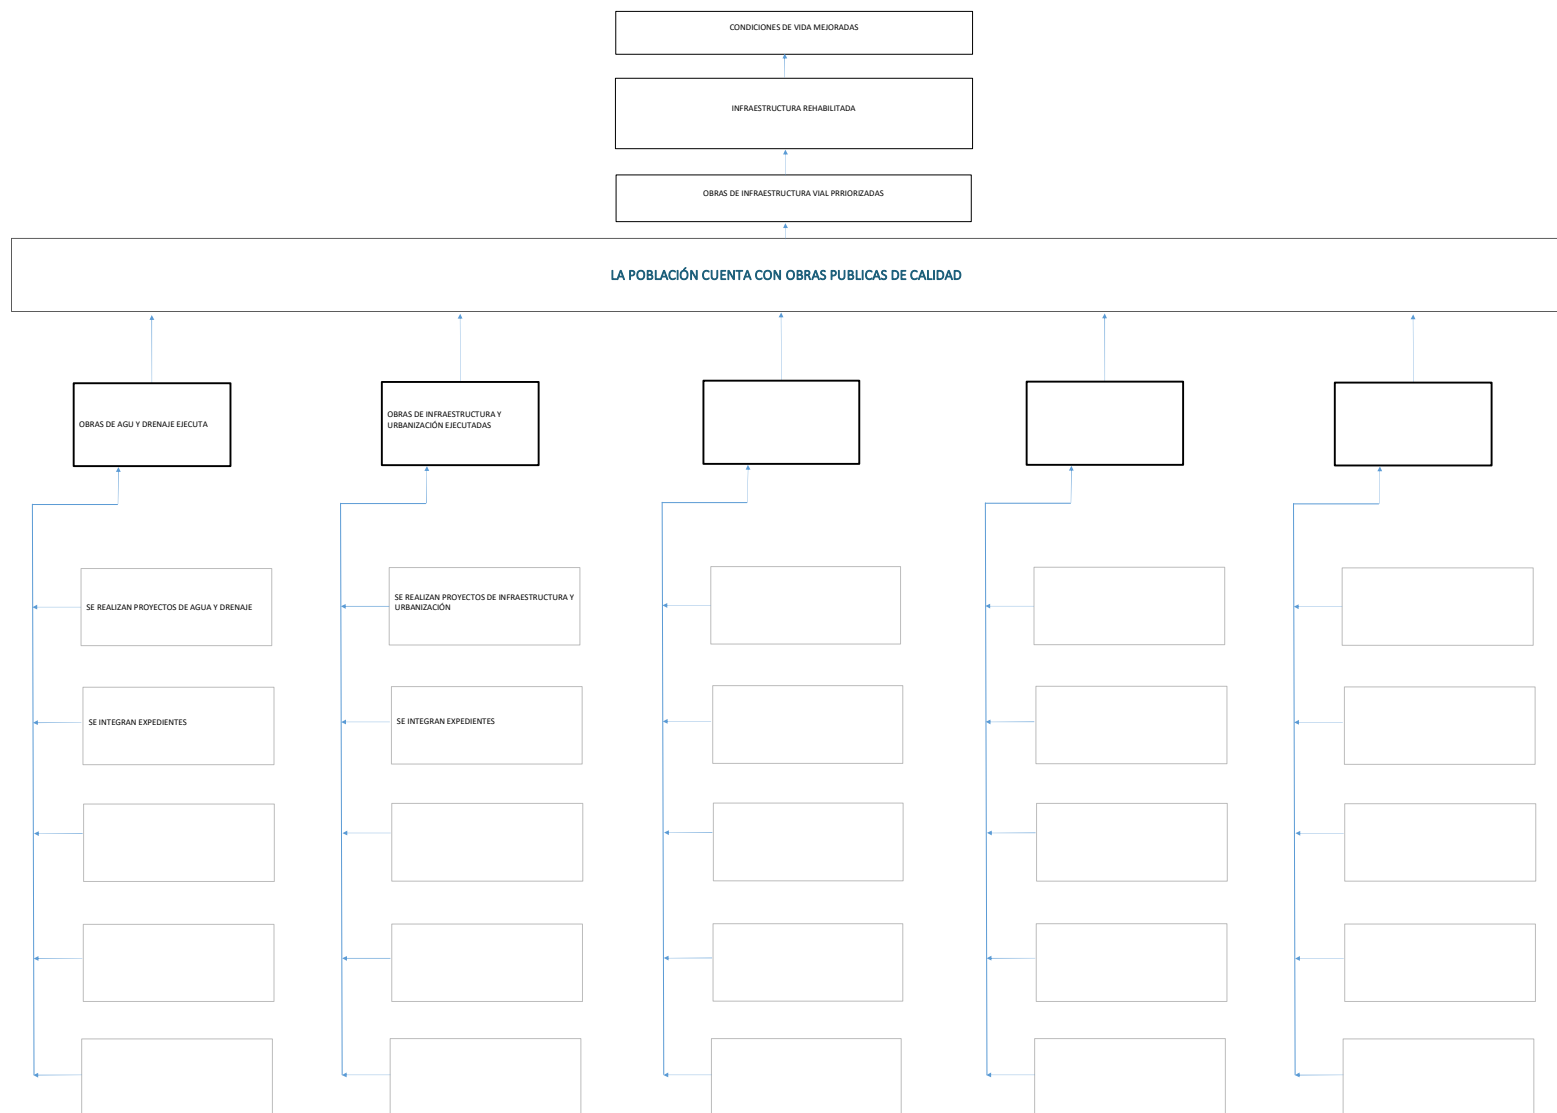 CONDICIONES DE VIDA MEJORADAS
INFRAESTRUCTURA REHABILITADA
OBRAS DE INFRAESTRUCTURA VIAL PRRIORIZADAS
LA POBLACIÓN CUENTA CON OBRAS PUBLICAS DE CALIDAD
OBRAS DE AGU Y DRENAJE EJECUTA
OBRAS DE INFRAESTRUCTURA Y
URBANIZACIÓN EJECUTADAS
SE REALIZAN PROYECTOS DE AGUA Y DRENAJE
SE REALIZAN PROYECTOS DE INFRAESTRUCTURA Y
URBANIZACIÓN
SE INTEGRAN EXPEDIENTES
SE INTEGRAN EXPEDIENTES